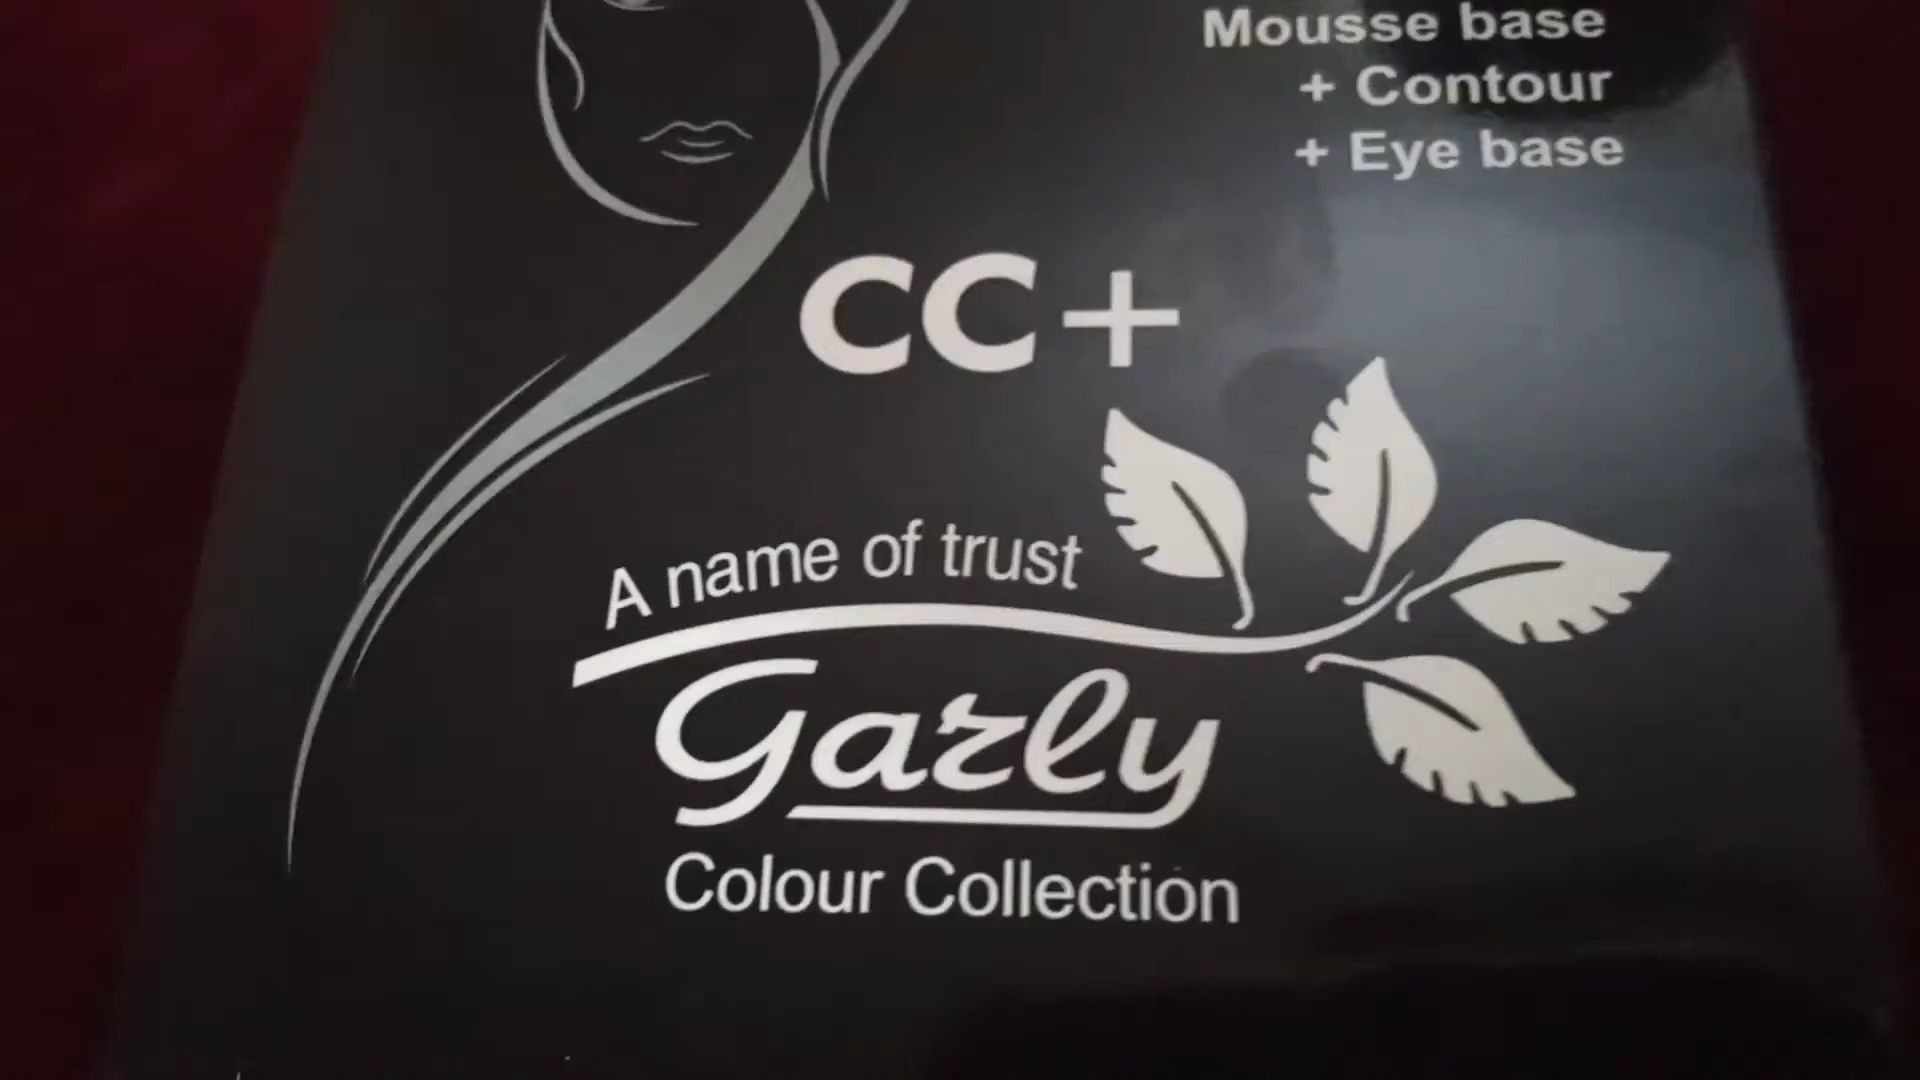 Mousse base
+ Contour
+ Eye base
CC+
A name of trust
Garly
Colour Collection